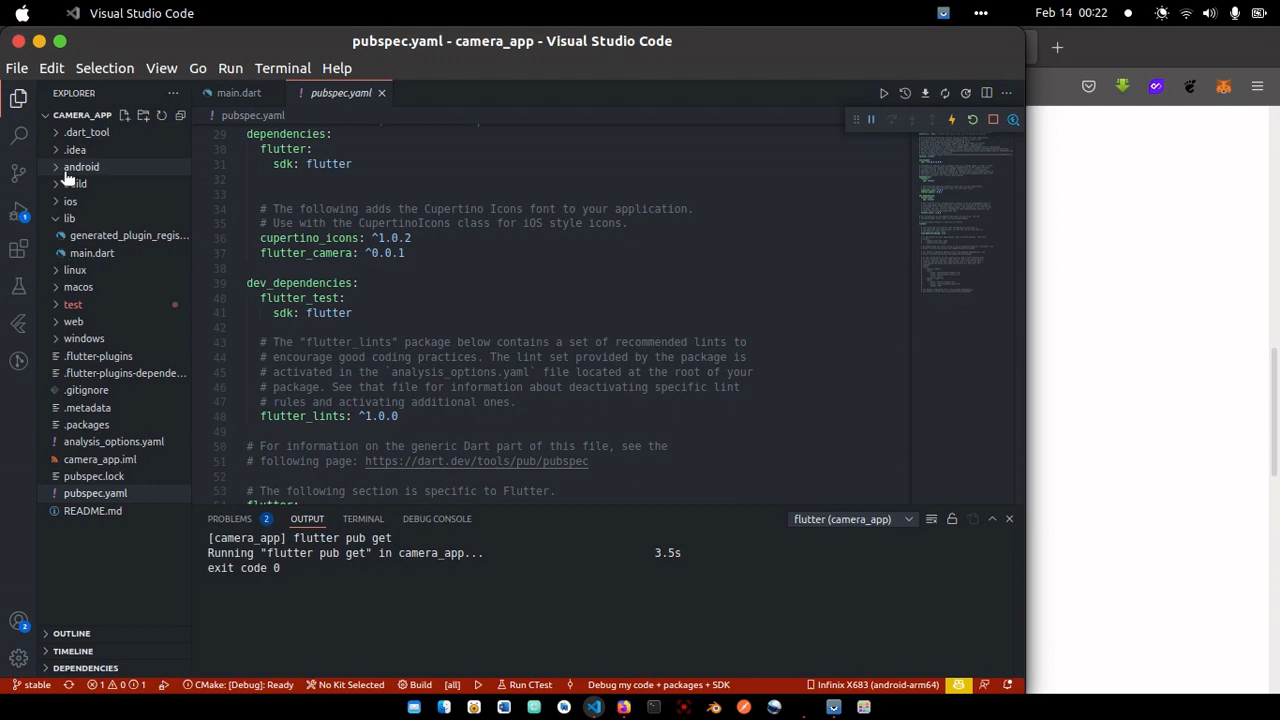 Visual Studio Code
Feb 14 00:22
pubspec.yaml - camera_app - Visual Studio Code
File Edit Selection View Go Run Terminal Help
EXPLORER
CAMERA_APP
.dart_tool
.idea
android
ios
lib
generated_plugin_regis...
main.dart
linux
macos
test
web
windows
.flutter-plugins
.flutter-plugins-depende...
.gitignore
.metadata
.packages
analysis_options.yaml
camera_app.iml
pubspec.lock
pubspec.yaml
README.md
OUTLINE
TIMELINE
DEPENDENCIES
main.dart
pubspec.yaml
pubspec.yaml
29 dependencies:
30 flutter:
31 sdk: flutter
32
33
34 # The following adds the Cupertino Icons font to your application.
35 # Use with the CupertinoIcons class for iOS style icons.
36 cupertino_icons: ^1.0.2
37 flutter_camera: ^0.0.1
38
39 dev_dependencies:
40 flutter_test:
41 sdk: flutter
42
43 # The "flutter_lints" package below contains a set of recommended lints to
44 # encourage good coding practices. The lint set provided by the package is
45 # activated in the `analysis_options.yaml` file located at the root of your
46 # package. See that file for information about deactivating specific lint
47 # rules and activating additional ones.
48 flutter_lints: ^1.0.0
49
50 # For information on the generic Dart part of this file, see the
51 # following page: https://dart.dev/tools/pub/pubspec
52
53 # The following section is specific to Flutter.
PROBLEMS 2 OUTPUT TERMINAL DEBUG CONSOLE
flutter (camera_app)
[camera_app] flutter pub get
Running "flutter pub get" in camera_app... 3.5s
exit code 0
1
2
stable 1 0 1 CMake: [Debug]: Ready No Kit Selected Build [all] Run CTest Debug my code + packages + SDK Infinix X683 (android-arm64)